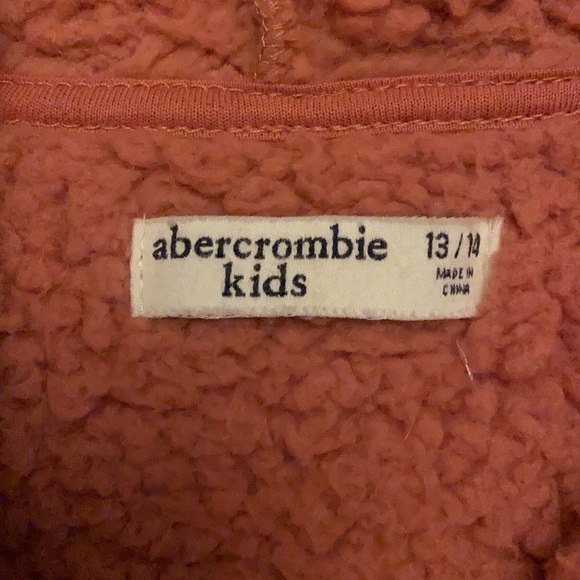 abercrombie 13/14
kids MADE IN
CHINA